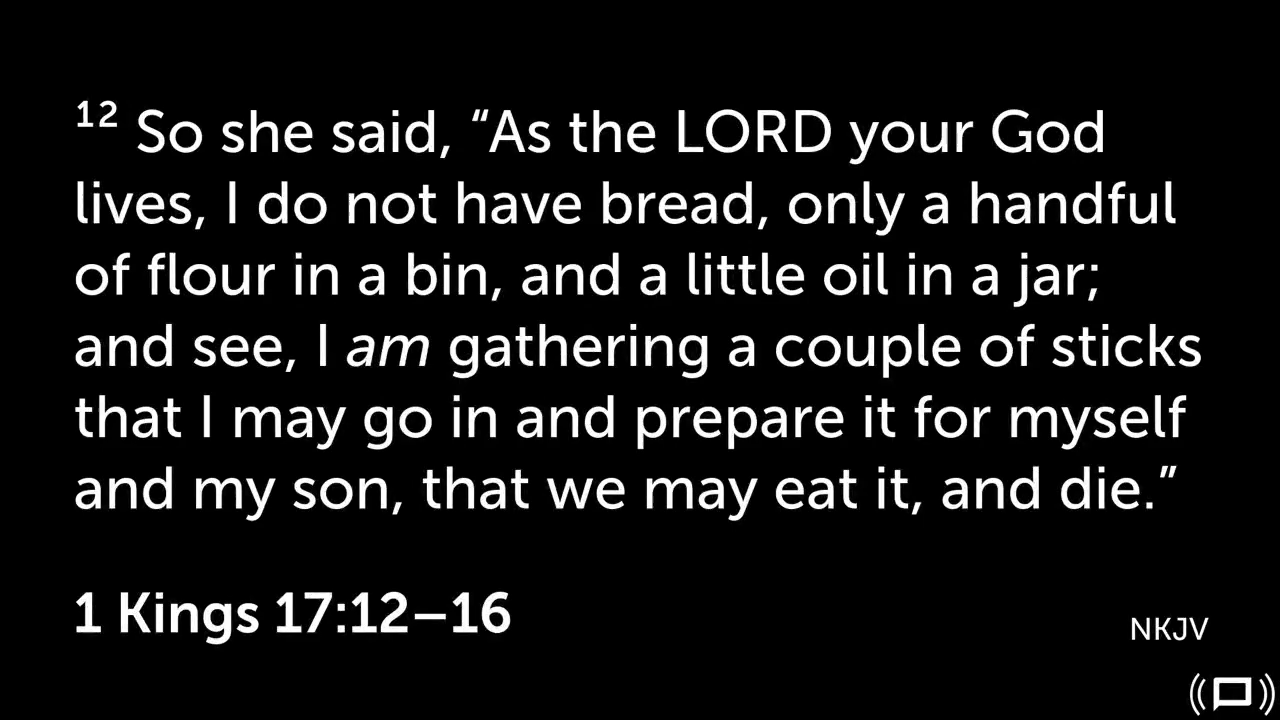 12 So she said, “As the LORD your God
lives, I do not have bread, only a handful
of flour in a bin, and a little oil in a jar;
and see, I am gathering a couple of sticks
that I may go in and prepare it for myself
and my son, that we may eat it, and die.”
1 Kings 17:12–16
NKJV